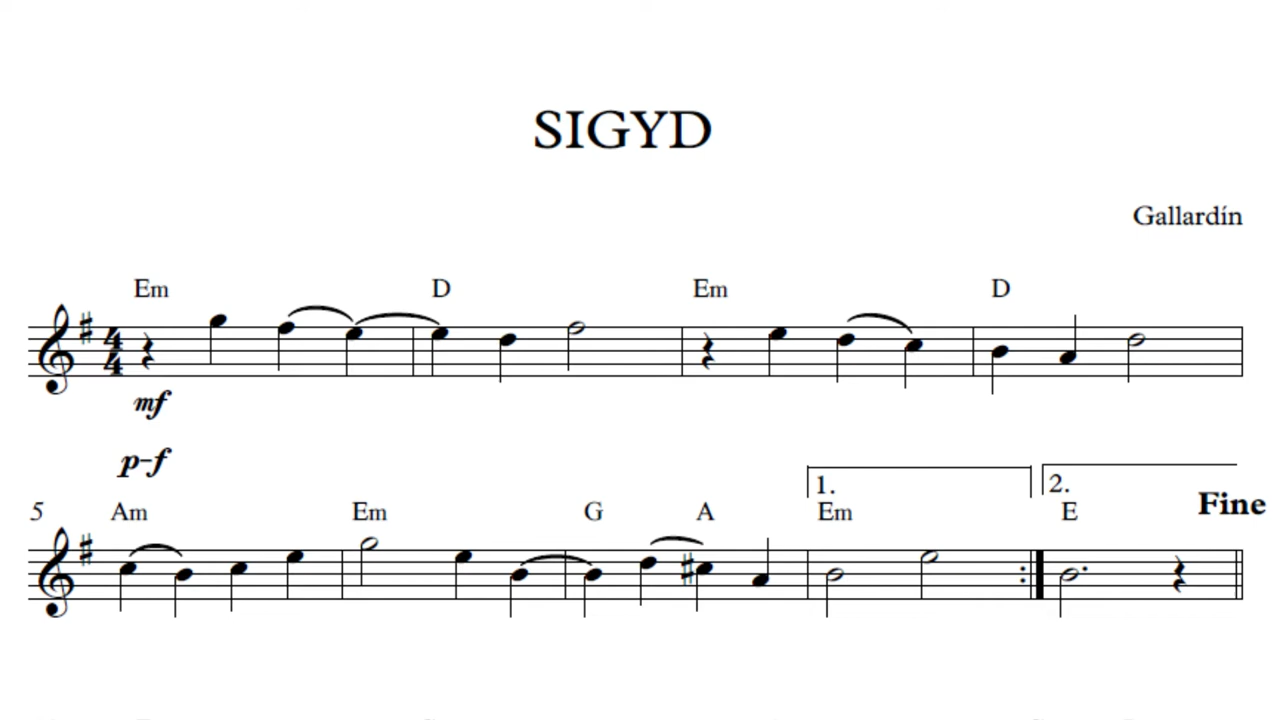 SIGYD
Gallardín
Em D Em D
4
4
mf
p-f
1. 2.
5 Am Em G A Em E Fine